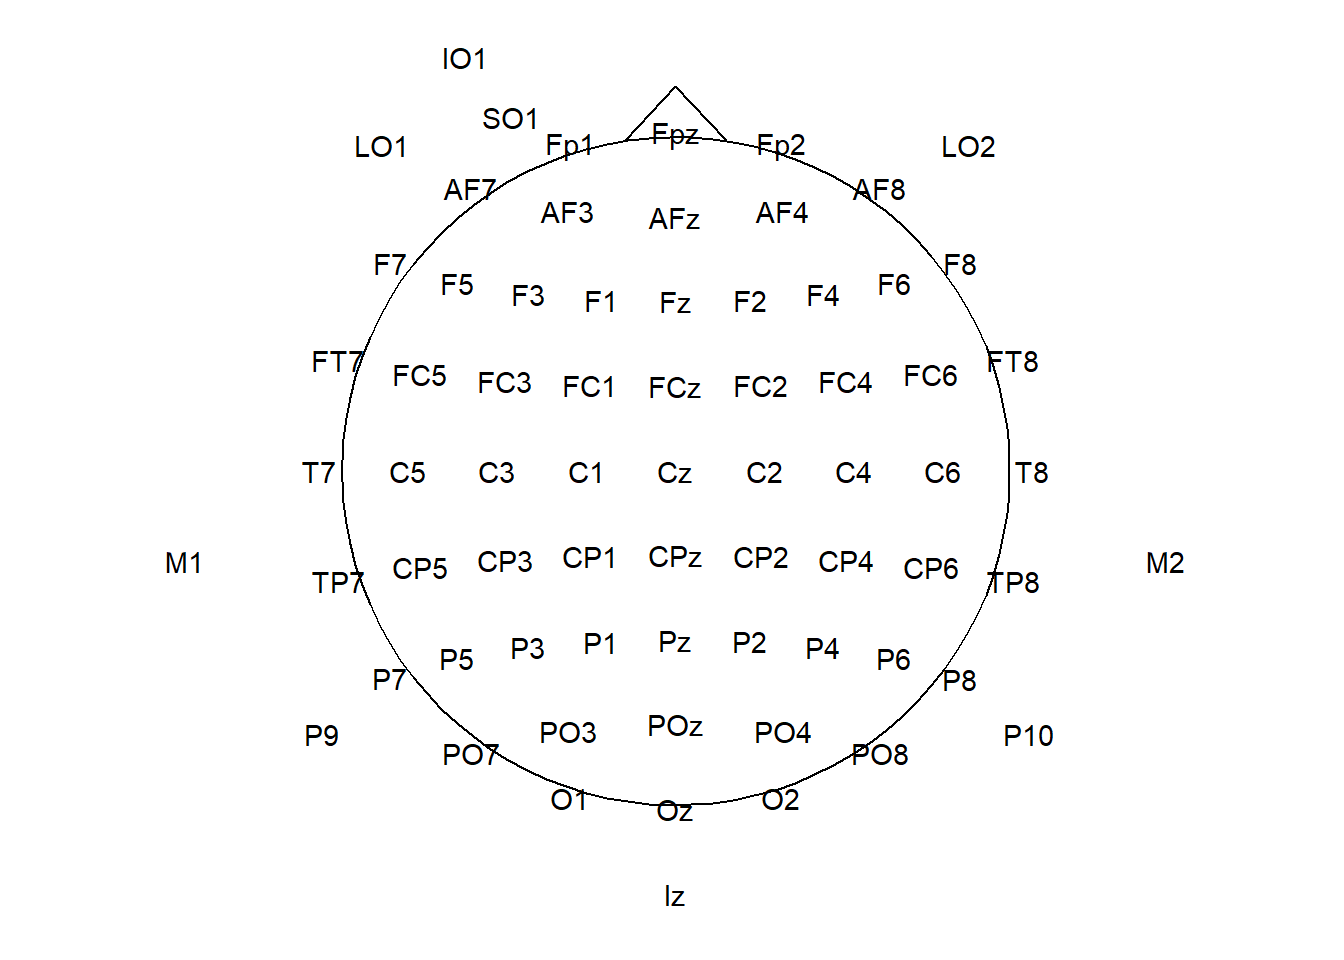 IO1
SO1
LO1 Fp1 Fpz Fp2 LO2
AF7 AF8
AF3 AFz AF4
F7 F8
F5 F3 F1 Fz F2 F4 F6
FT7 FT8
FC5 FC3 FC1 FCz FC2 FC4 FC6
T7 C5 C3 C1 Cz C2 C4 C6 T8
M1 CP5 CP3 CP1 CPz CP2 CP4 CP6 M2
TP7 TP8
P5 P3 P1 Pz P2 P4 P6
P7 P8
P9 PO3 POz PO4 P10
PO7 PO8
O1 Oz O2
Iz